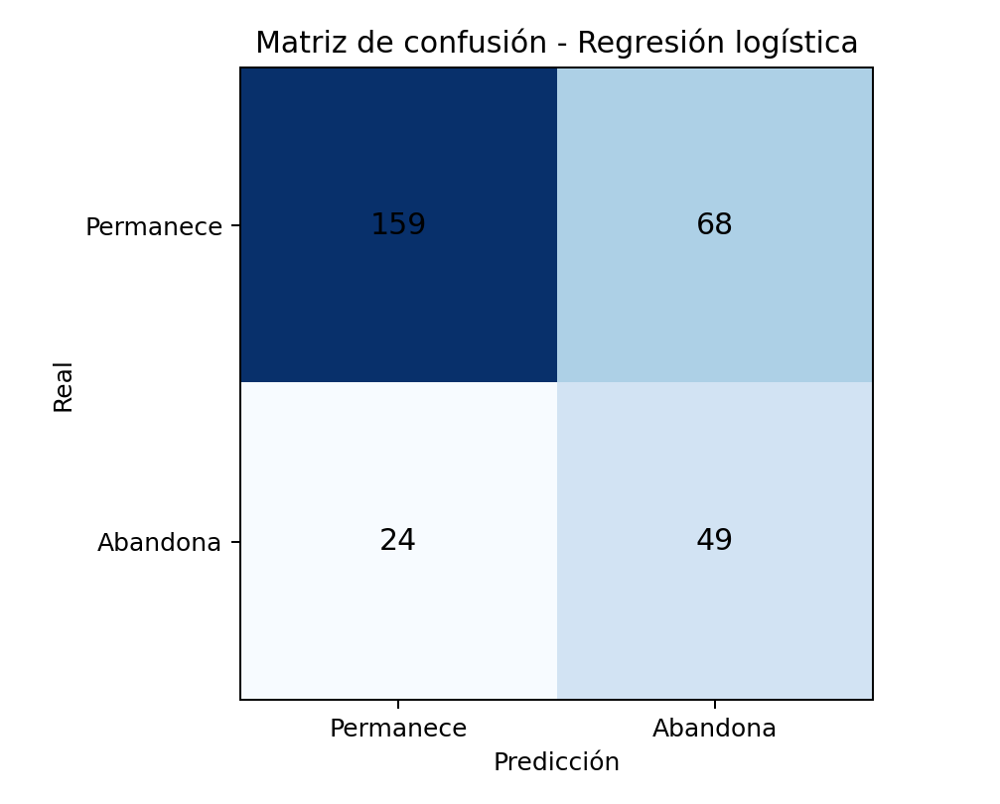 Matriz de confusión - Regresión logística
Permanece
159
68
Real
Abandona
24
49
Permanece
Abandona
Predicción